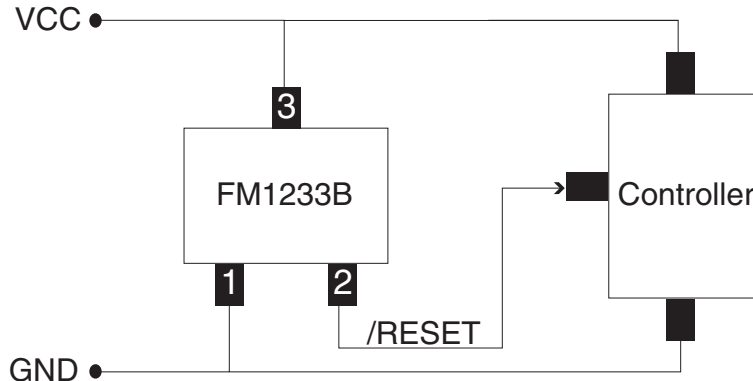 VCC
3
FM1233B
Controller
1
2
/RESET
GND